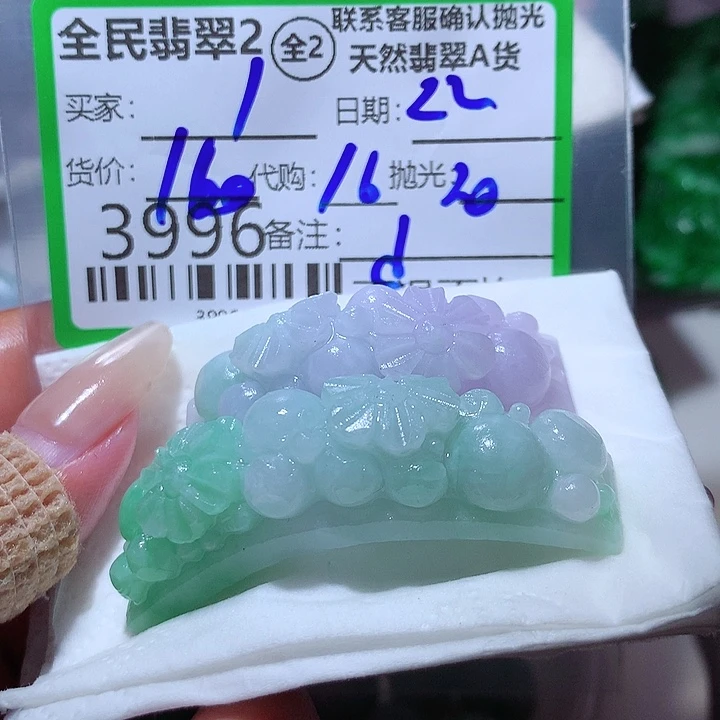 全民翡翠2 全2 联系客服确认抛光
天然翡翠A货
买家: 1 日期: 22
货价: 160 代购: 16 抛光 20
3996 备注: 1